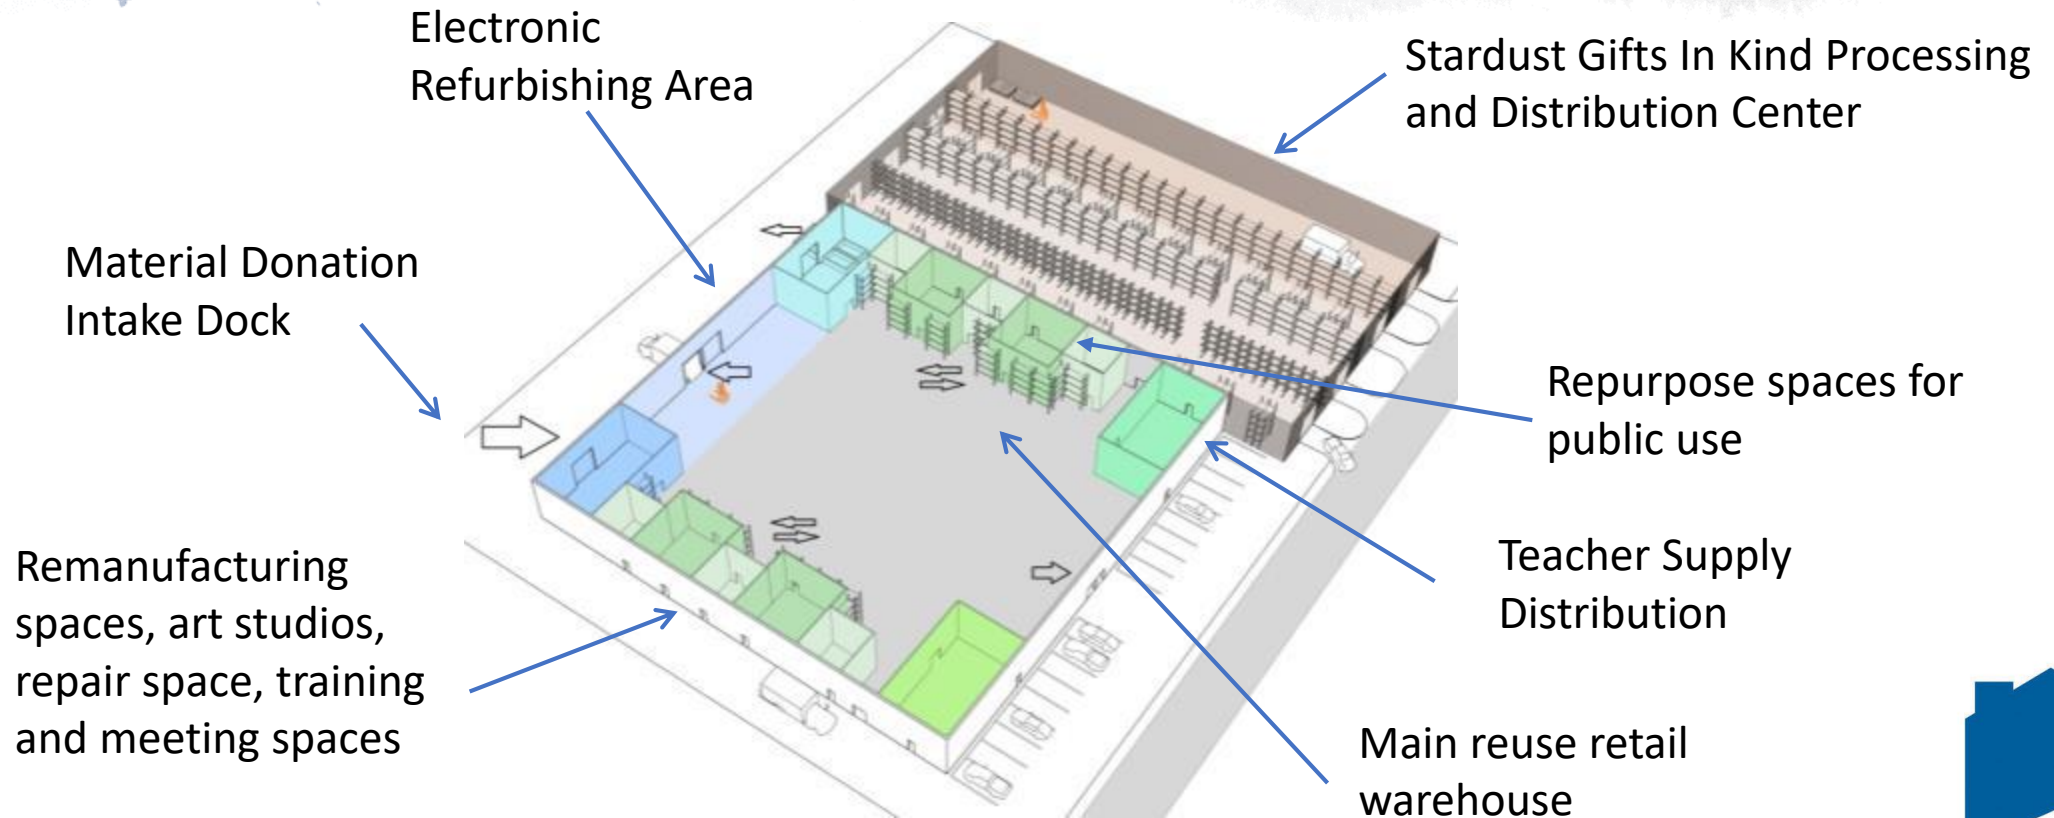 Electronic
Refurbishing Area
Stardust Gifts In Kind Processing
and Distribution Center
Material Donation
Intake Dock
Repurpose spaces for
public use
Teacher Supply
Distribution
Remanufacturing
spaces, art studios,
repair space, training
and meeting spaces
Main reuse retail
warehouse